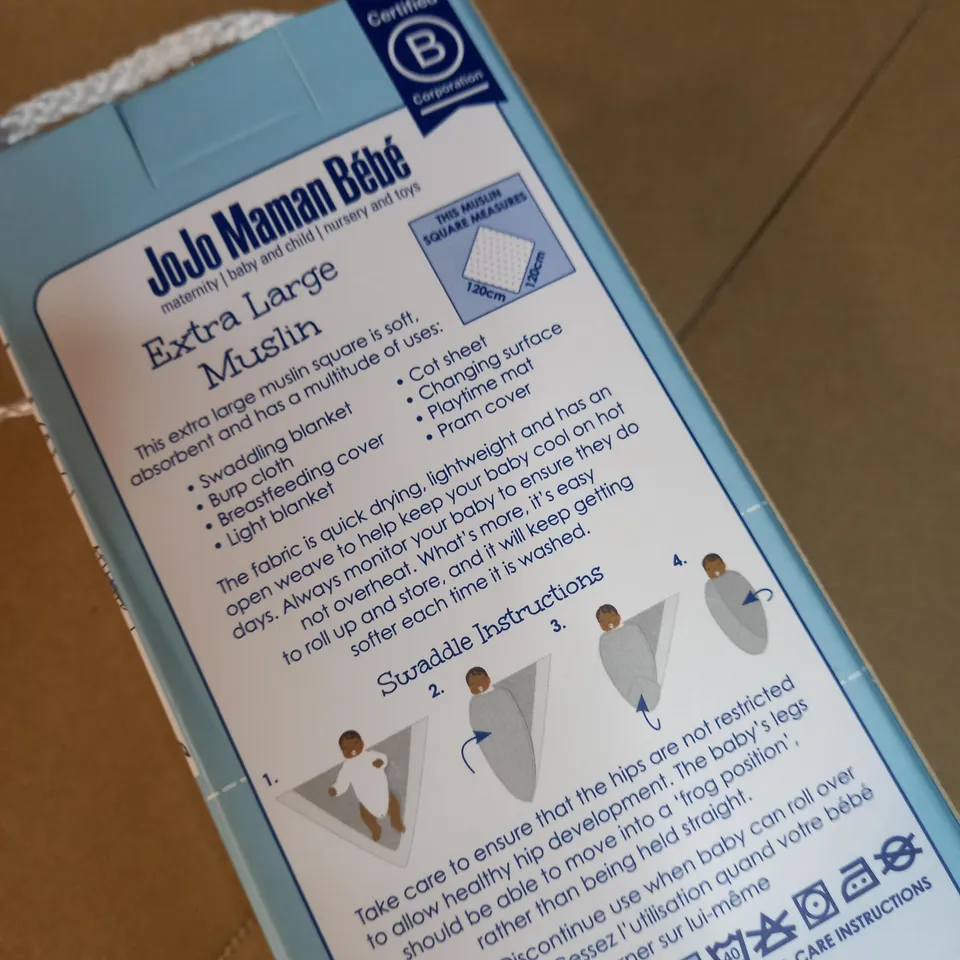 Certified
B
Corporation
JoJo Maman Bébé
maternity | baby and child | nursery and toys
THIS MUSLIN
SQUARE MEASURES
120cm
120cm
Extra Large
Muslin
This extra large muslin square is soft,
absorbent and has a multitude of uses:
• Swaddling blanket
• Burp cloth
• Breastfeeding cover
• Light blanket
• Cot sheet
• Changing surface
• Playtime mat
• Pram cover
The fabric is quick drying, lightweight and has an
open weave to help keep your baby cool on hot
days. Always monitor your baby to ensure they do
not overheat. What's more, it's easy
to roll up and store, and it will keep getting
softer each time it is washed.
Swaddle Instructions
1.
2.
3.
4.
Take care to ensure that the hips are not restricted
to allow healthy hip development. The baby's legs
should be able to move into a 'frog position',
rather than being held straight.
Discontinue use when baby can roll over
l'utilisation quand votre bébé
sur lui-même
40
CARE INSTRUCTIONS